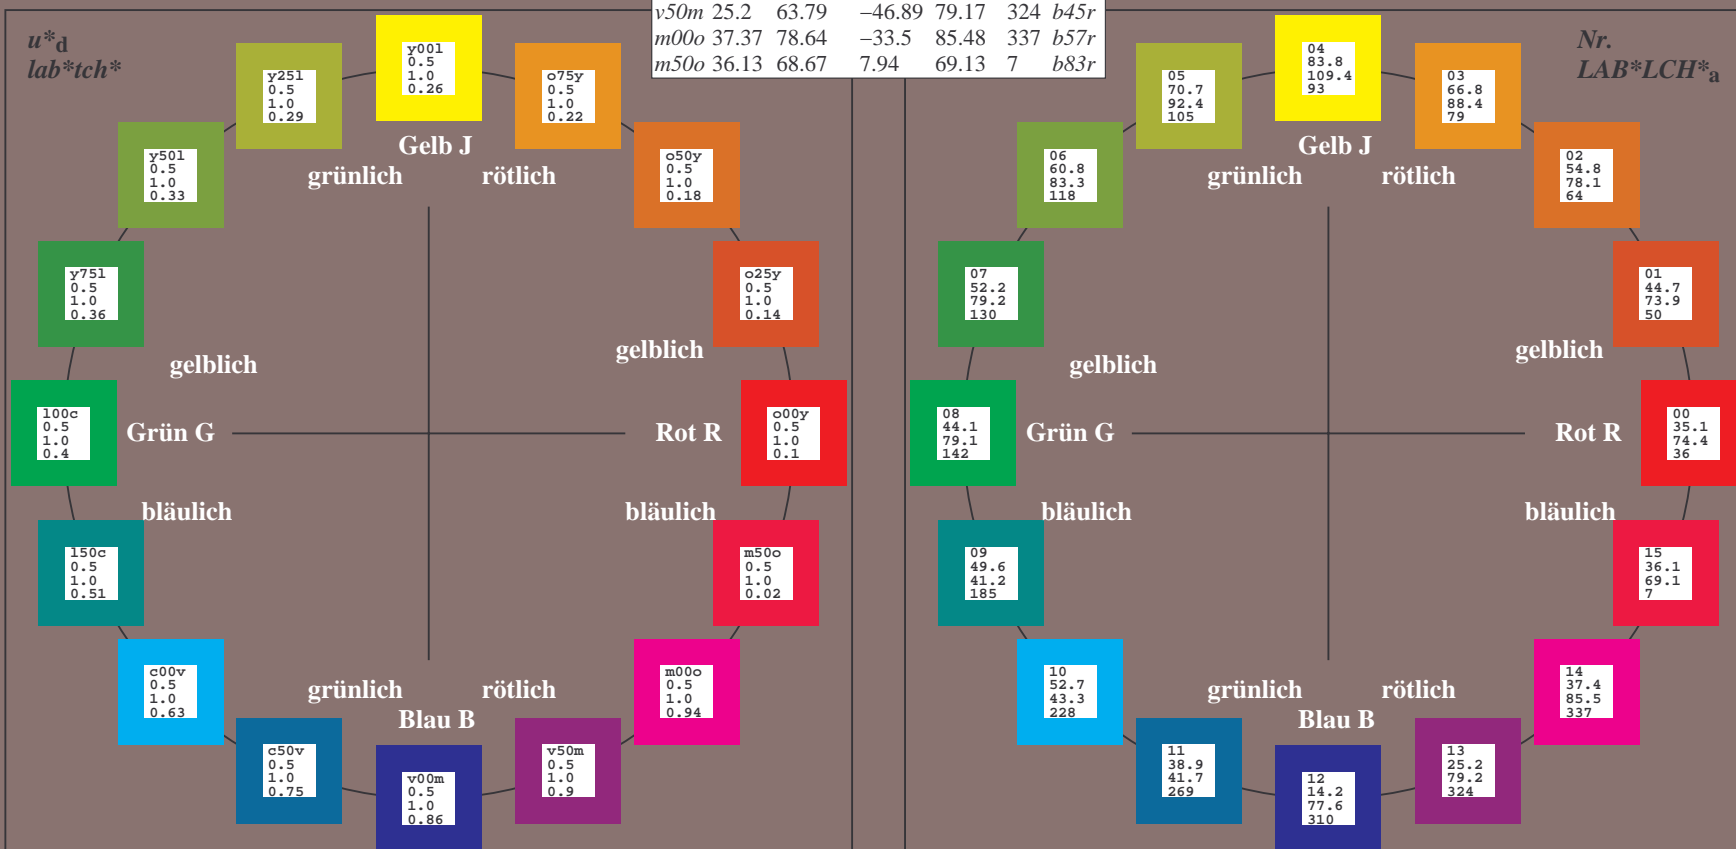 v50m 25.2 63.79 −46.89 79.17 324 b45r
m00o 37.37 78.64 −33.5 85.48 337 b57r
m50o 36.13 68.67 7.94 69.13 7 b83r
u*d
lab*tch*
y00l
0.5
1.0
0.26
y25l
0.5
1.0
0.29
o75y
0.5
1.0
0.22
y50l
0.5
1.0
0.33
o50y
0.5
1.0
0.18
Gelb J
grünlich rötlich
y75l
0.5
1.0
0.36
o25y
0.5
1.0
0.14
gelblich
gelblich
l00c
0.5
1.0
0.4
Grün G
Rot R
o00y
0.5
1.0
0.1
bläulich
bläulich
l50c
0.5
1.0
0.51
m50o
0.5
1.0
0.02
c00v
0.5
1.0
0.63
m00o
0.5
1.0
0.94
grünlich rötlich
Blau B
c50v
0.5
1.0
0.75
v00m
0.5
1.0
0.86
v50m
0.5
1.0
0.9
Nr.
LAB*LCH*a
04
83.8
109.4
93
05
70.7
92.4
105
03
66.8
88.4
79
06
60.8
83.3
118
02
54.8
78.1
64
Gelb J
grünlich rötlich
07
52.2
79.2
130
01
44.7
73.9
50
gelblich
gelblich
08
44.1
79.1
142
Grün G
Rot R
00
35.1
74.4
36
bläulich
bläulich
09
49.6
41.2
185
15
36.1
69.1
7
10
52.7
43.3
228
14
37.4
85.5
337
grünlich rötlich
Blau B
11
38.9
41.7
269
12
14.2
77.6
310
13
25.2
79.2
324